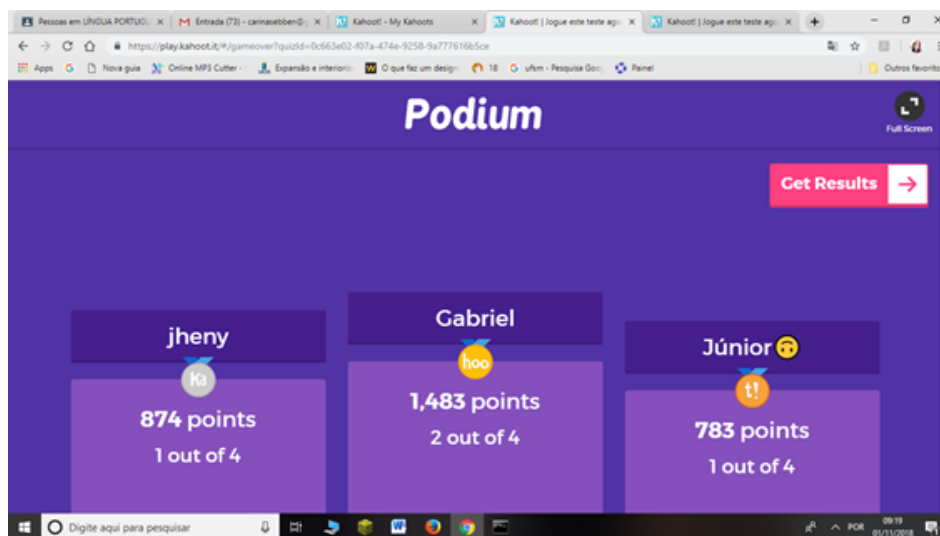 Pessoas em LÍNGUA PORTUGU
Entrada (73) - carinasebben@g
Kahoot! - My Kahoots
Kahoot! | Jogue este teste ago
Kahoot! | Jogue este teste ago
https://play.kahoot.it/#/gameover?quizId=0c663e02-f07a-474e-9258-9a777616b5ce
Apps
Nova guia
Online MP3 Cutter -
Expansão e interioriz
O que faz um design
18
ufsm - Pesquisa Goog
Painel
Outros favoritos
Podium
Full Screen
Get Results
jheny
Gabriel
Júnior🙃
Ka
hoo
t!
874 points
1 out of 4
1,483 points
2 out of 4
783 points
1 out of 4
Digite aqui para pesquisar
POR
09:19
01/11/2018